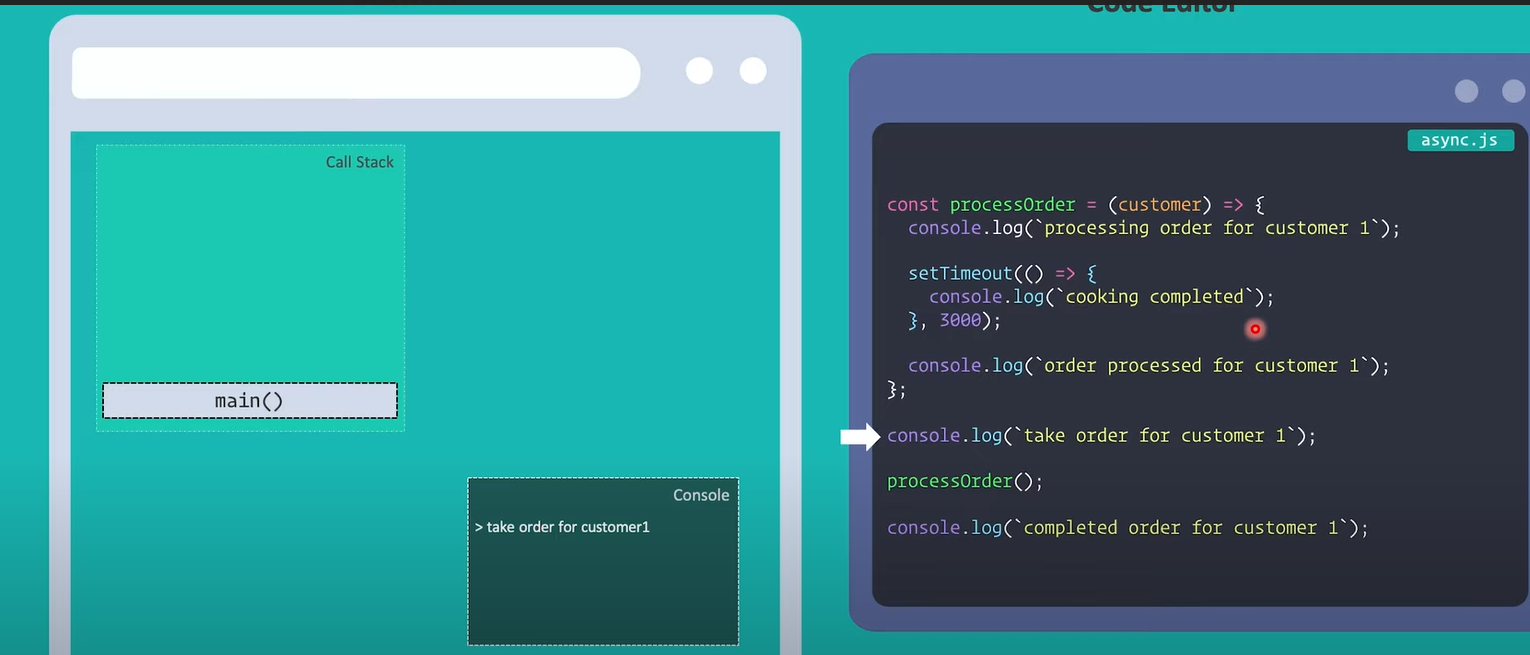 Code Editor
Call Stack
main()
Console
> take order for customer1
async.js
const processOrder = (customer) => {
console.log(`processing order for customer 1`);
setTimeout(() => {
console.log(`cooking completed`);
}, 3000);
console.log(`order processed for customer 1`);
};
console.log(`take order for customer 1`);
processOrder();
console.log(`completed order for customer 1`);